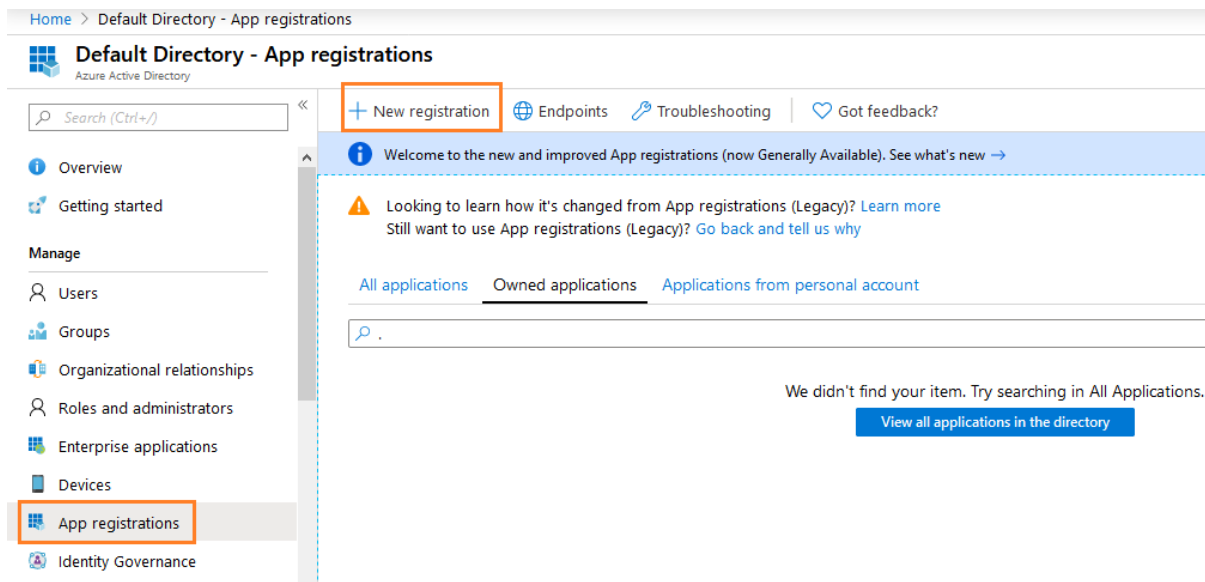 Home > Default Directory - App registrations
Default Directory - App registrations
Azure Active Directory
Search (Ctrl+/)
«
Overview
Getting started
Manage
Users
Groups
Organizational relationships
Roles and administrators
Enterprise applications
Devices
App registrations
Identity Governance
+ New registration Endpoints Troubleshooting Got feedback?
Welcome to the new and improved App registrations (now Generally Available). See what's new →
Looking to learn how it's changed from App registrations (Legacy)? Learn more
Still want to use App registrations (Legacy)? Go back and tell us why
All applications Owned applications Applications from personal account
.
We didn't find your item. Try searching in All Applications.
View all applications in the directory